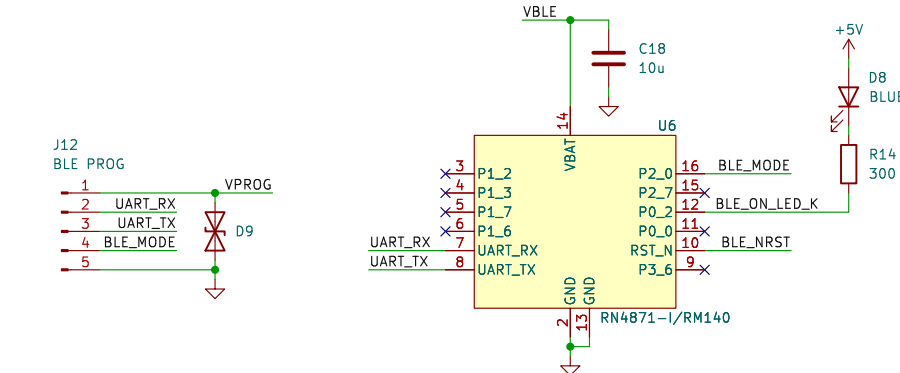 VBLE
+5V
C18
10u
D8
BLUE
14
U6
J12
BLE PROG
VBAT
R14
300
3 P1_2 P2_0 16 BLE_MODE
1 VPROG
4 P1_3 P2_7 15
2 UART_RX
5 P1_7 P0_2 12 BLE_ON_LED_K
3 UART_TX
D9
6 P1_6 P0_0 11
4 BLE_MODE
UART_RX 7 UART_RX RST_N 10 BLE_NRST
5
UART_TX 8 UART_TX P3_6 9
GND GND
2 13
RN4871-I/RM140